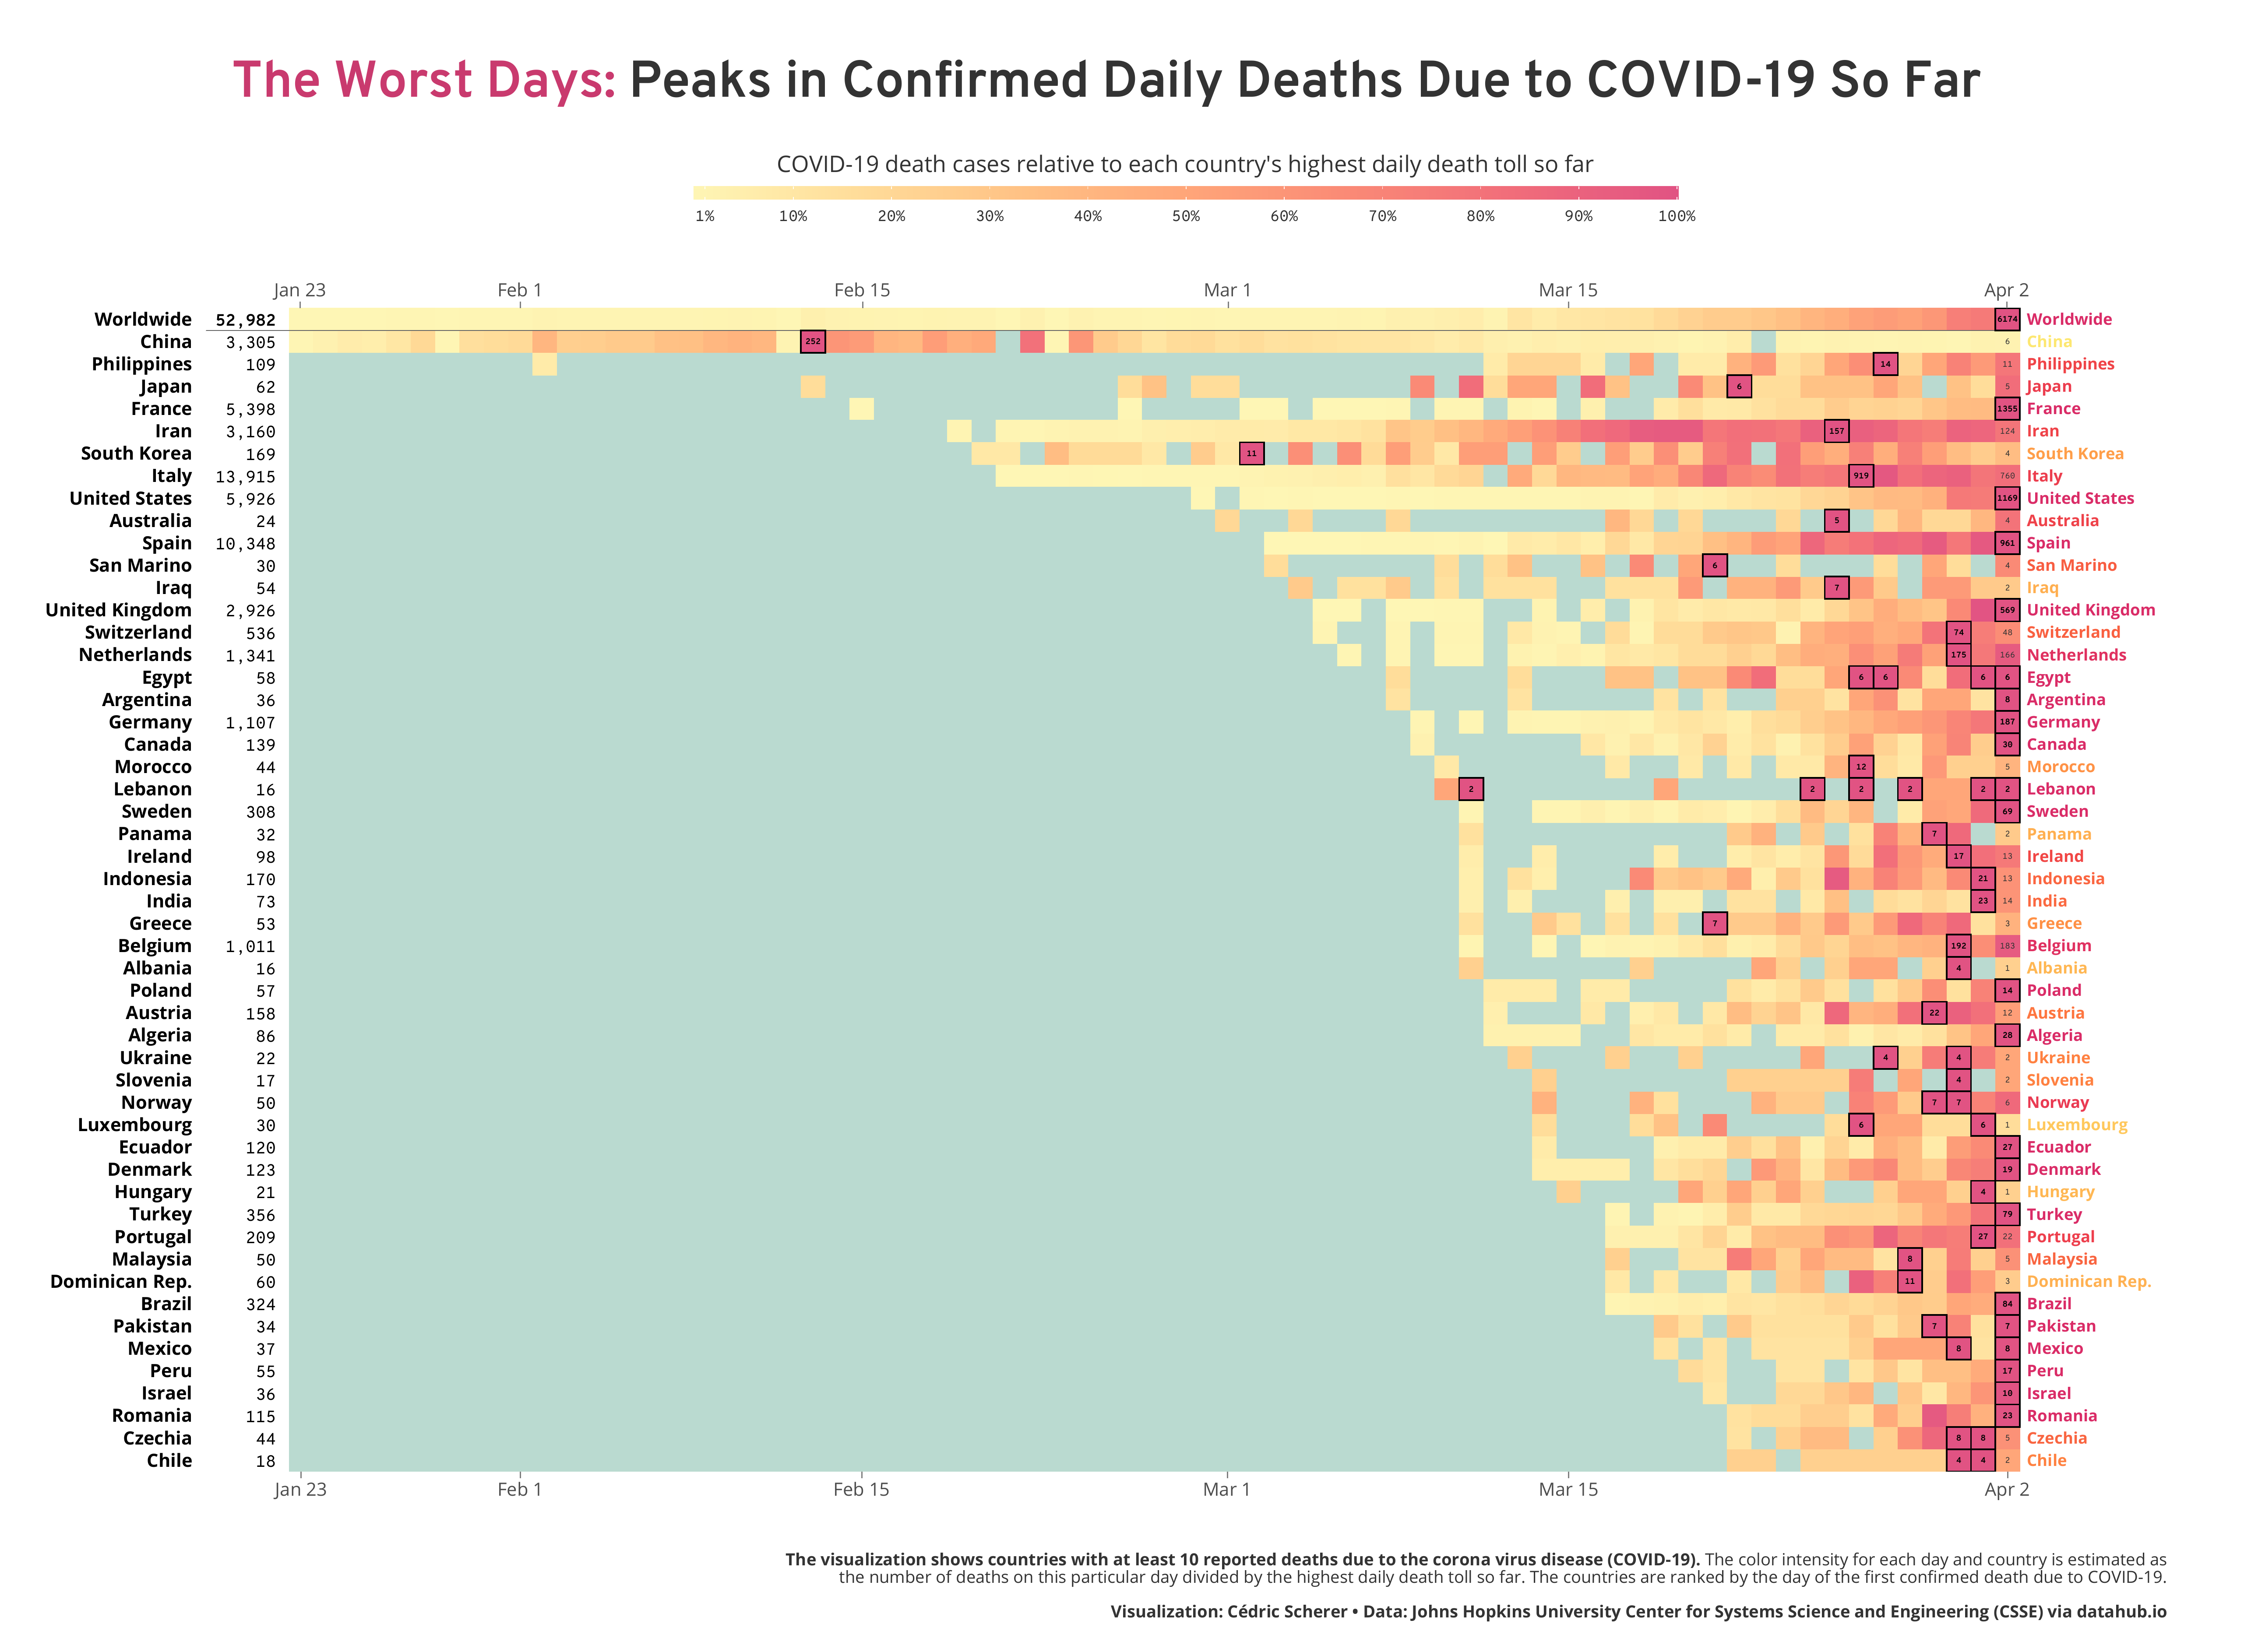 The Worst Days: Peaks in Confirmed Daily Deaths Due to COVID-19 So Far
COVID-19 death cases relative to each country's highest daily death toll so far
1% 10% 20% 30% 40% 50% 60% 70% 80% 90% 100%
Jan 23 Feb 1 Feb 15 Mar 1 Mar 15 Apr 2
Worldwide 52,982 6174 Worldwide
China 3,305 252 6 China
Philippines 109 14 11 Philippines
Japan 62 6 5 Japan
France 5,398 1355 France
Iran 3,160 157 124 Iran
South Korea 169 11 4 South Korea
Italy 13,915 919 760 Italy
United States 5,926 1169 United States
Australia 24 5 4 Australia
Spain 10,348 961 Spain
San Marino 30 6 4 San Marino
Iraq 54 7 2 Iraq
United Kingdom 2,926 569 United Kingdom
Switzerland 536 74 48 Switzerland
Netherlands 1,341 175 166 Netherlands
Egypt 58 6 6 6 6 Egypt
Argentina 36 8 Argentina
Germany 1,107 187 Germany
Canada 139 30 Canada
Morocco 44 12 5 Morocco
Lebanon 16 2 2 2 2 2 2 Lebanon
Sweden 308 69 Sweden
Panama 32 7 2 Panama
Ireland 98 17 13 Ireland
Indonesia 170 21 13 Indonesia
India 73 23 14 India
Greece 53 7 3 Greece
Belgium 1,011 192 183 Belgium
Albania 16 4 1 Albania
Poland 57 14 Poland
Austria 158 22 12 Austria
Algeria 86 28 Algeria
Ukraine 22 4 4 2 Ukraine
Slovenia 17 4 2 Slovenia
Norway 50 7 7 6 Norway
Luxembourg 30 6 6 1 Luxembourg
Ecuador 120 27 Ecuador
Denmark 123 19 Denmark
Hungary 21 4 1 Hungary
Turkey 356 79 Turkey
Portugal 209 27 22 Portugal
Malaysia 50 8 5 Malaysia
Dominican Rep. 60 11 3 Dominican Rep.
Brazil 324 84 Brazil
Pakistan 34 7 7 Pakistan
Mexico 37 8 8 Mexico
Peru 55 17 Peru
Israel 36 10 Israel
Romania 115 23 Romania
Czechia 44 8 8 5 Czechia
Chile 18 4 4 2 Chile
Jan 23 Feb 1 Feb 15 Mar 1 Mar 15 Apr 2
The visualization shows countries with at least 10 reported deaths due to the corona virus disease (COVID-19). The color intensity for each day and country is estimated as
the number of deaths on this particular day divided by the highest daily death toll so far. The countries are ranked by the day of the first confirmed death due to COVID-19.
Visualization: Cédric Scherer • Data: Johns Hopkins University Center for Systems Science and Engineering (CSSE) via datahub.io